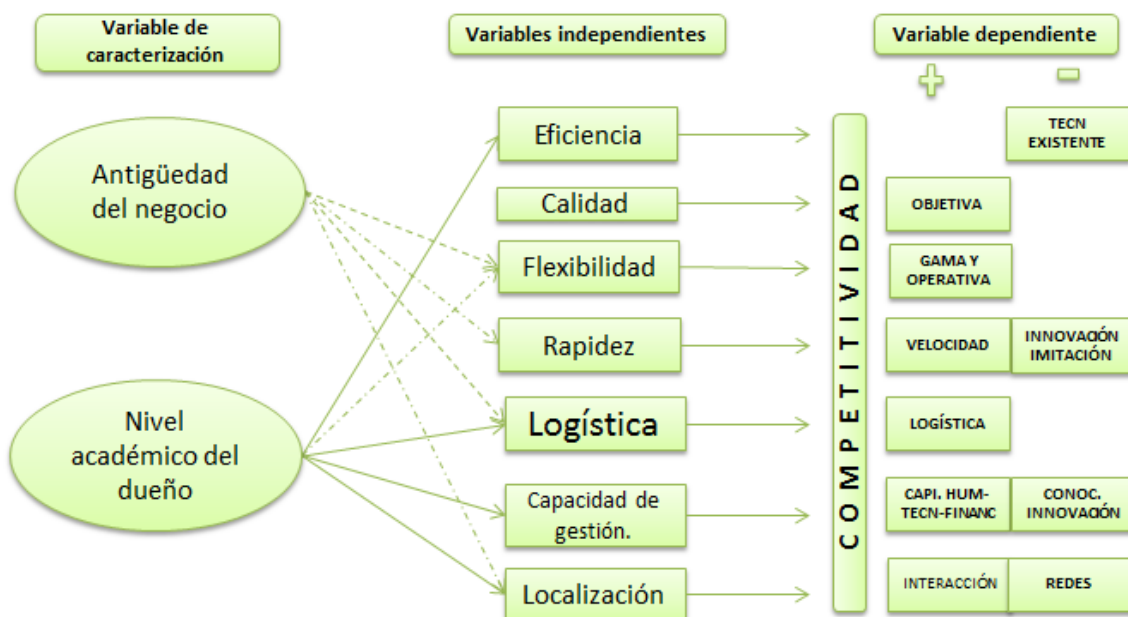 Variable de
caracterización
Variables independientes
Variable dependiente
+
-
Antigüedad
del negocio
Nivel
académico del
dueño
Eficiencia
Calidad
Flexibilidad
Rapidez
Logística
Capacidad de
gestión.
Localización
COMPETITIVIDAD
TECN
EXISTENTE
OBJETIVA
GAMA Y
OPERATIVA
VELOCIDAD
INNOVACIÓN
IMITACIÓN
LOGÍSTICA
CAPI. HUM-
TECN-FINANC
CONOC.
INNOVACIÓN
INTERACCIÓN
REDES